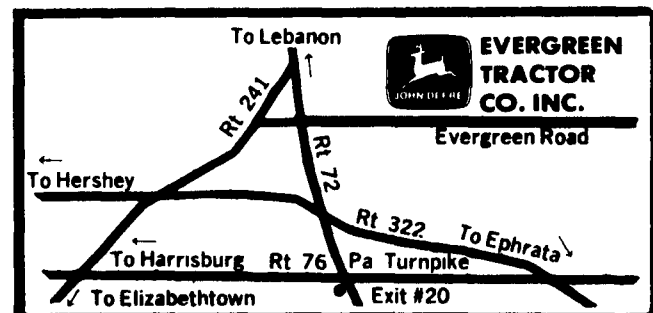 To Lebanon
EVERGREEN
TRACTOR
CO. INC.
JOHN DEERE
Rt 241
Evergreen Road
Rt 72
To Hershey
Rt 322
To Ephrata
To Harrisburg Rt 76 Pa Turnpike
To Elizabethtown
Exit #20